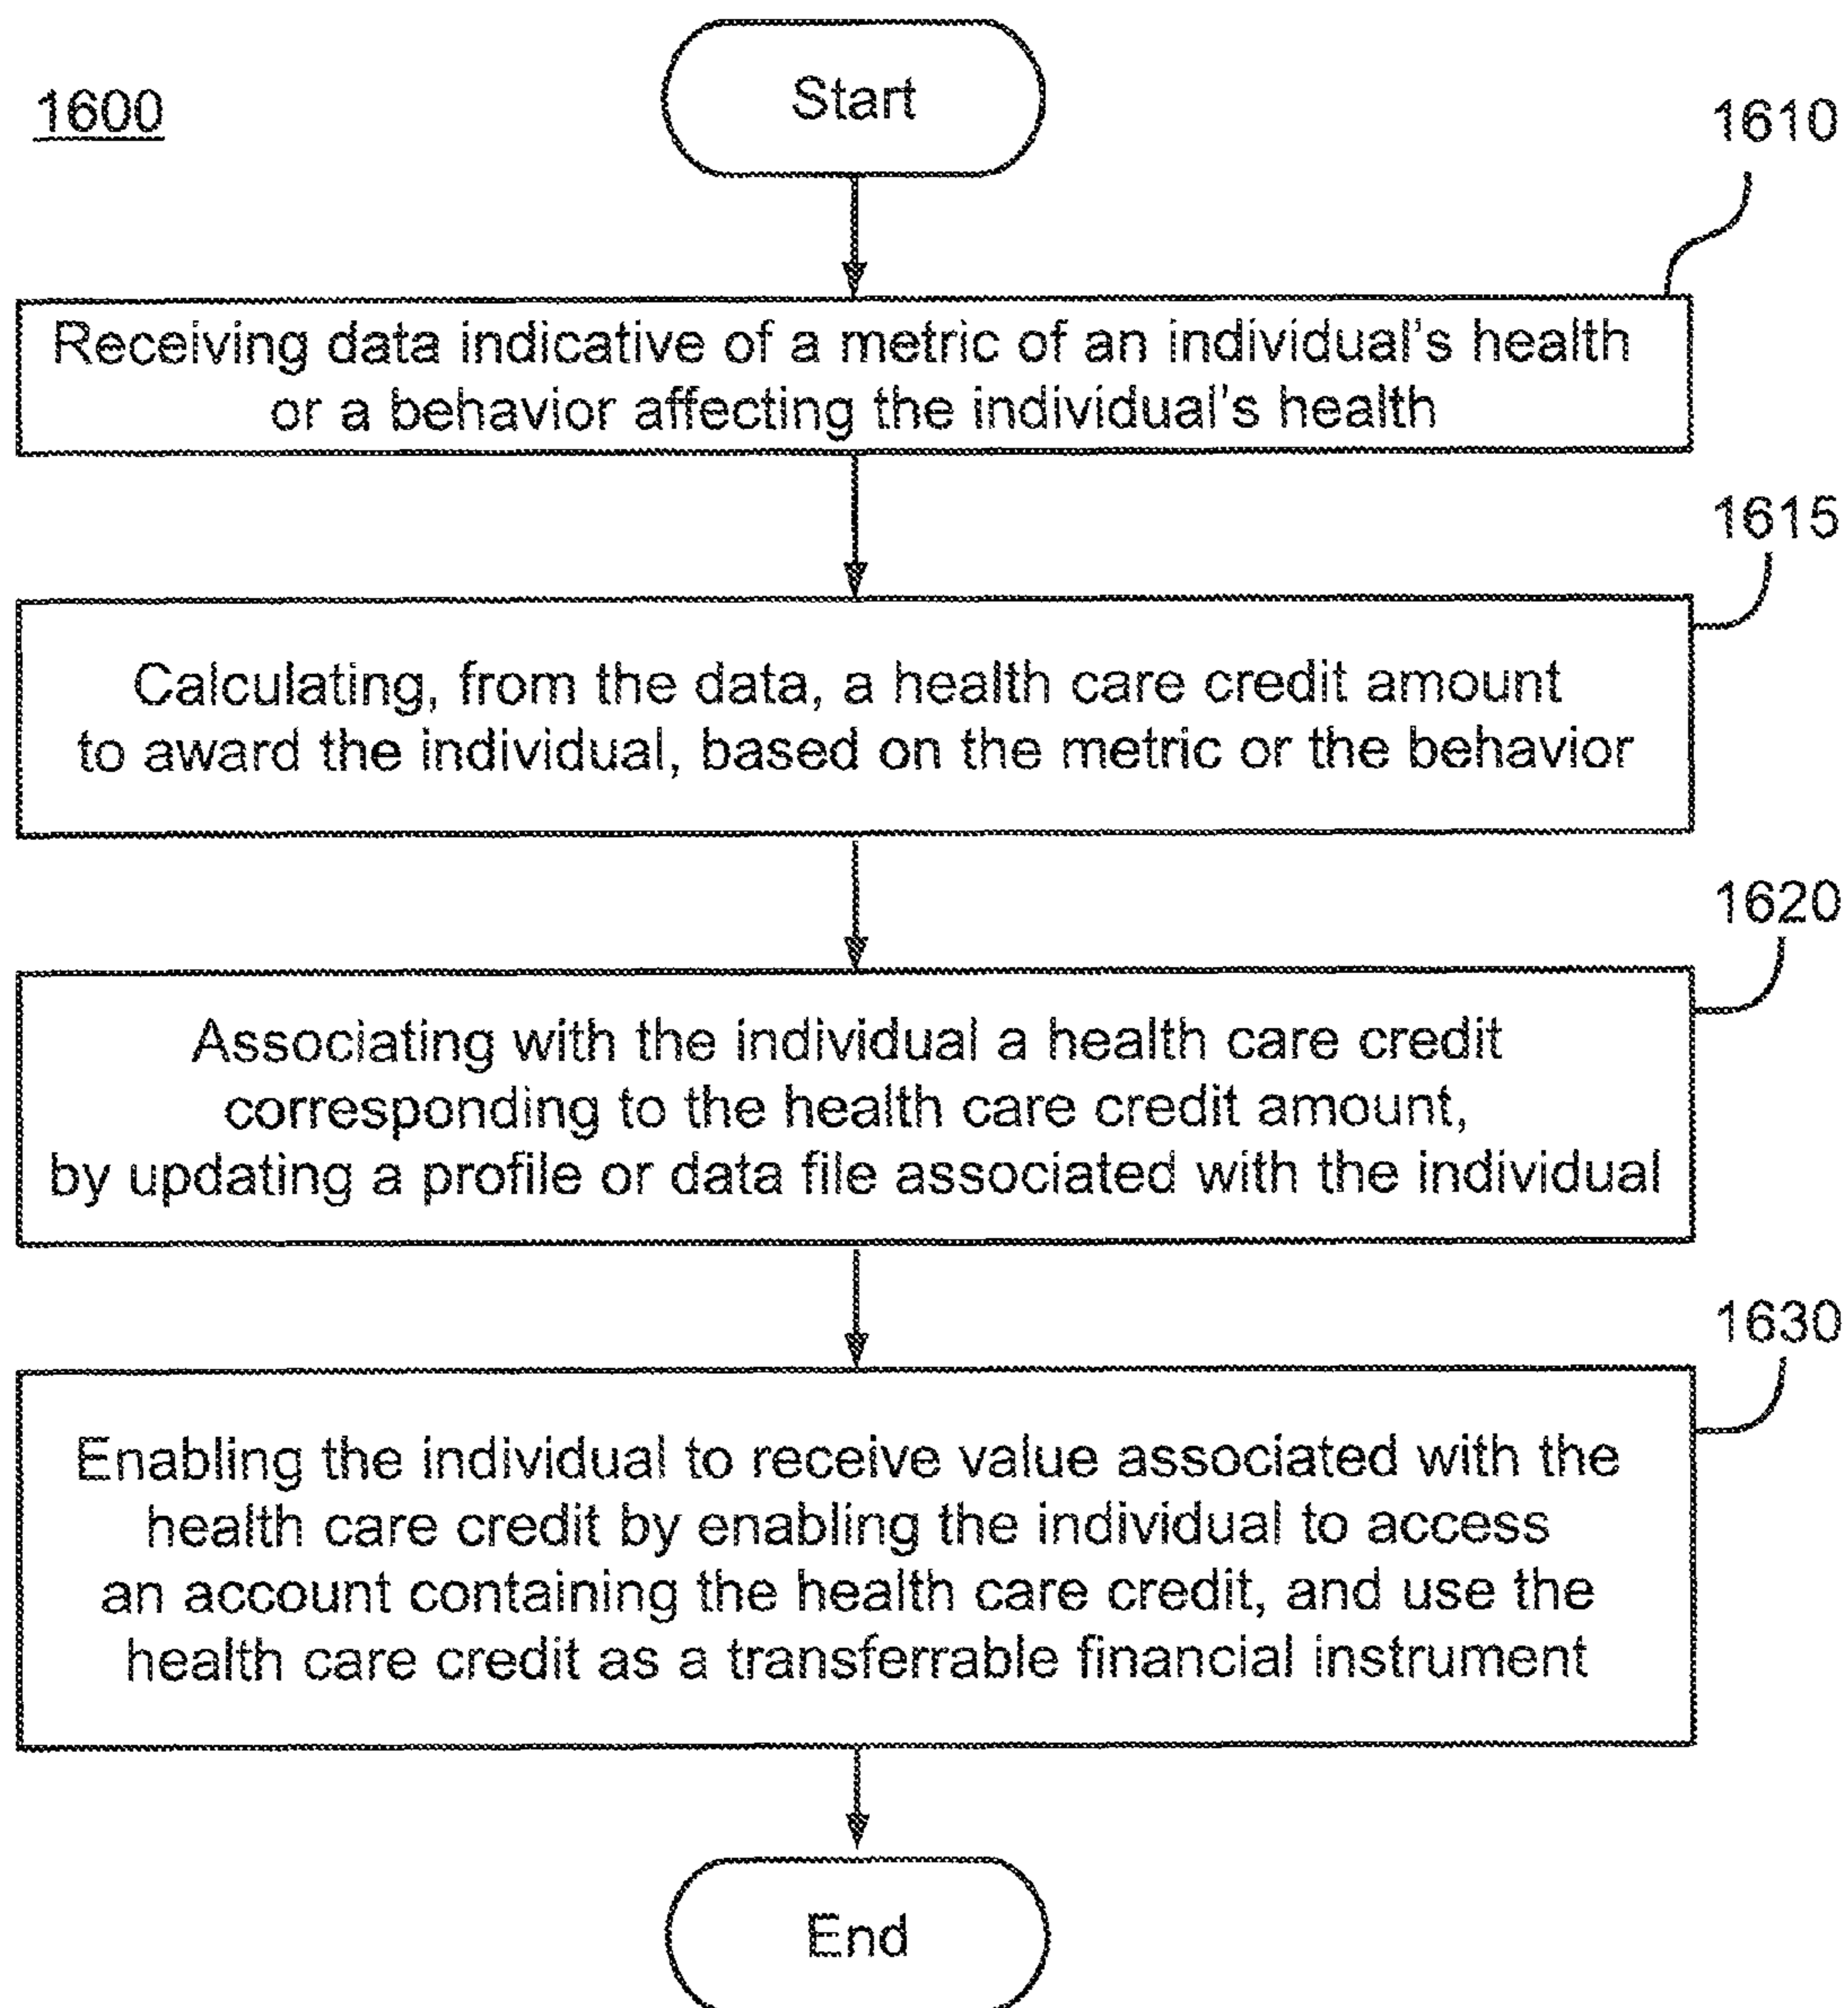 1600
Start
1610
Receiving data indicative of a metric of an individual's health
or a behavior affecting the individual's health
1615
Calculating, from the data, a health care credit amount
to award the individual, based on the metric or the behavior
1620
Associating with the individual a health care credit
corresponding to the health care credit amount,
by updating a profile or data file associated with the individual
1630
Enabling the individual to receive value associated with the
health care credit by enabling the individual to access
an account containing the health care credit, and use the
health care credit as a transferrable financial instrument
End